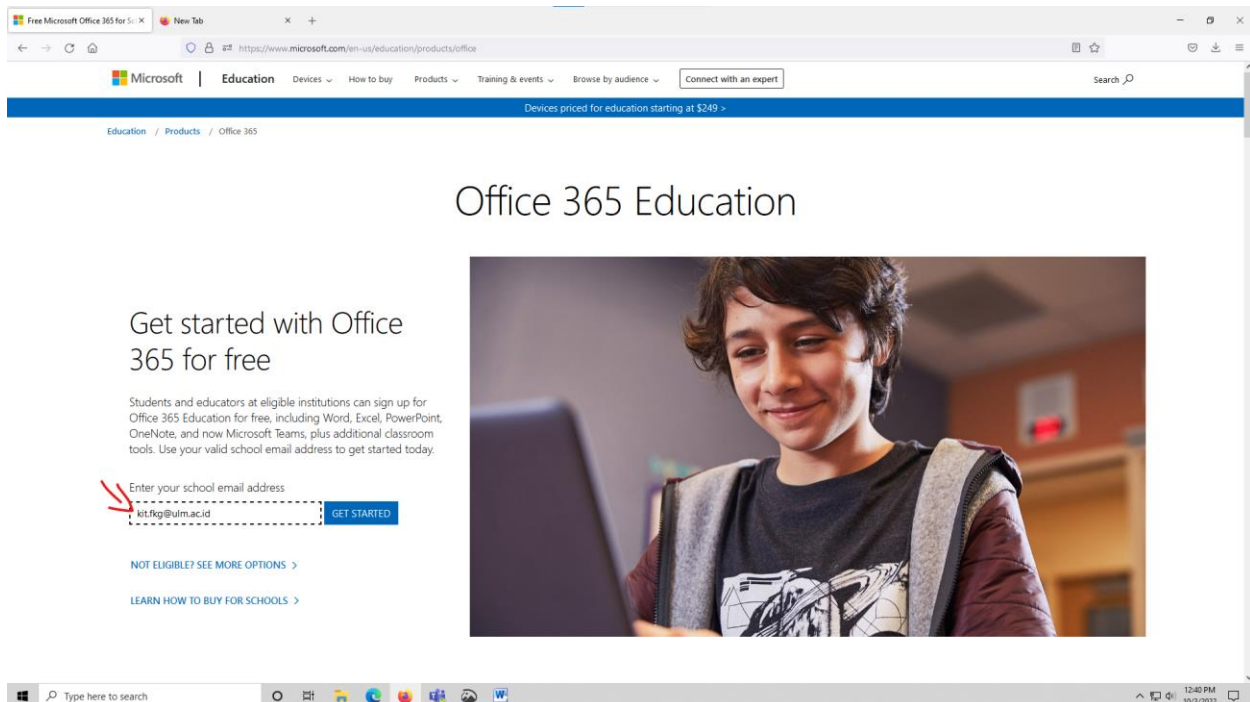 Free Microsoft Office 365 for Sc
New Tab
https://www.microsoft.com/en-us/education/products/office
Microsoft | Education Devices How to buy Products Training & events Browse by audience Connect with an expert Search
Devices priced for education starting at $249 >
Education / Products / Office 365
Office 365 Education
Get started with Office
365 for free
Students and educators at eligible institutions can sign up for
Office 365 Education for free, including Word, Excel, PowerPoint,
OneNote, and now Microsoft Teams, plus additional classroom
tools. Use your valid school email address to get started today.
Enter your school email address
kit.fkg@ulm.ac.id GET STARTED
NOT ELIGIBLE? SEE MORE OPTIONS >
LEARN HOW TO BUY FOR SCHOOLS >
Type here to search
12:40 PM